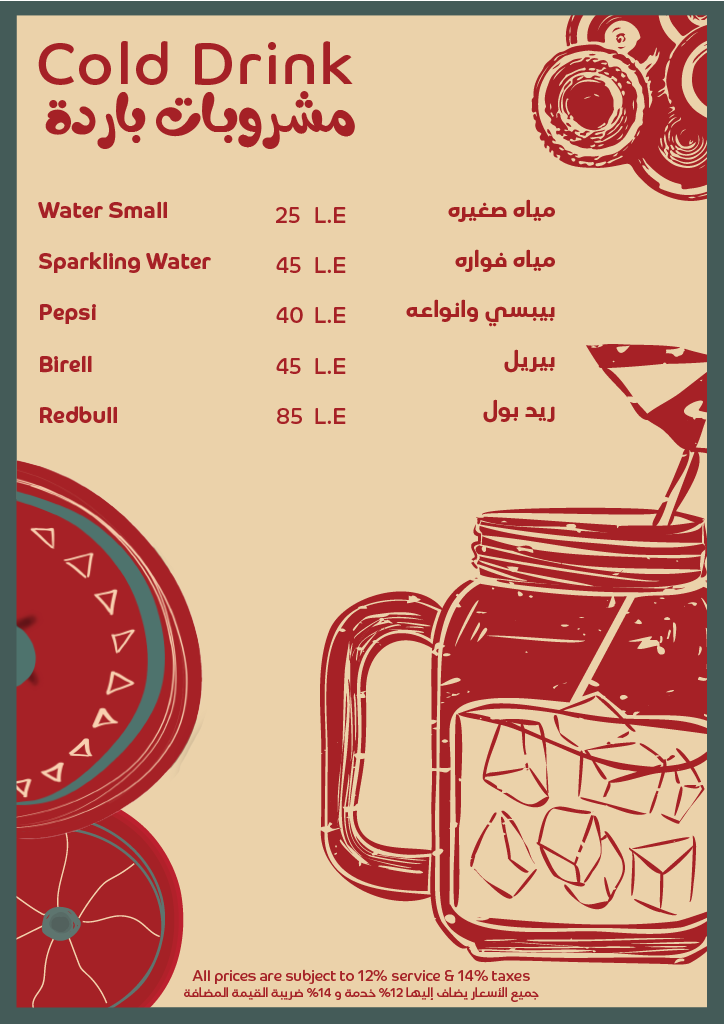 Cold Drink
مشروبات باردة
Water Small 25 L.E مياه صغيره
Sparkling Water 45 L.E مياه فواره
Pepsi 40 L.E بيبسي وانواعه
Birell 45 L.E بيريل
Redbull 85 L.E ريد بول
All prices are subject to 12% service & 14% taxes
جميع الأسعار يضاف إليها 12% خدمة و 14% ضريبة القيمة المضافة